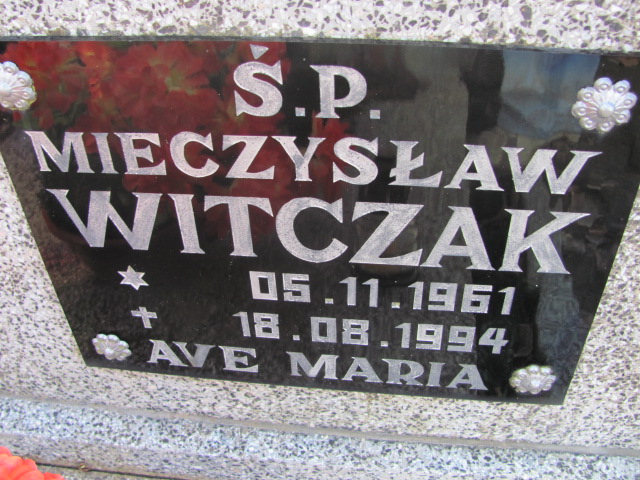 Ś.P.
MIECZYSŁAW
WITCZAK
05.11.1961
18.08.1994
AVE MARIA